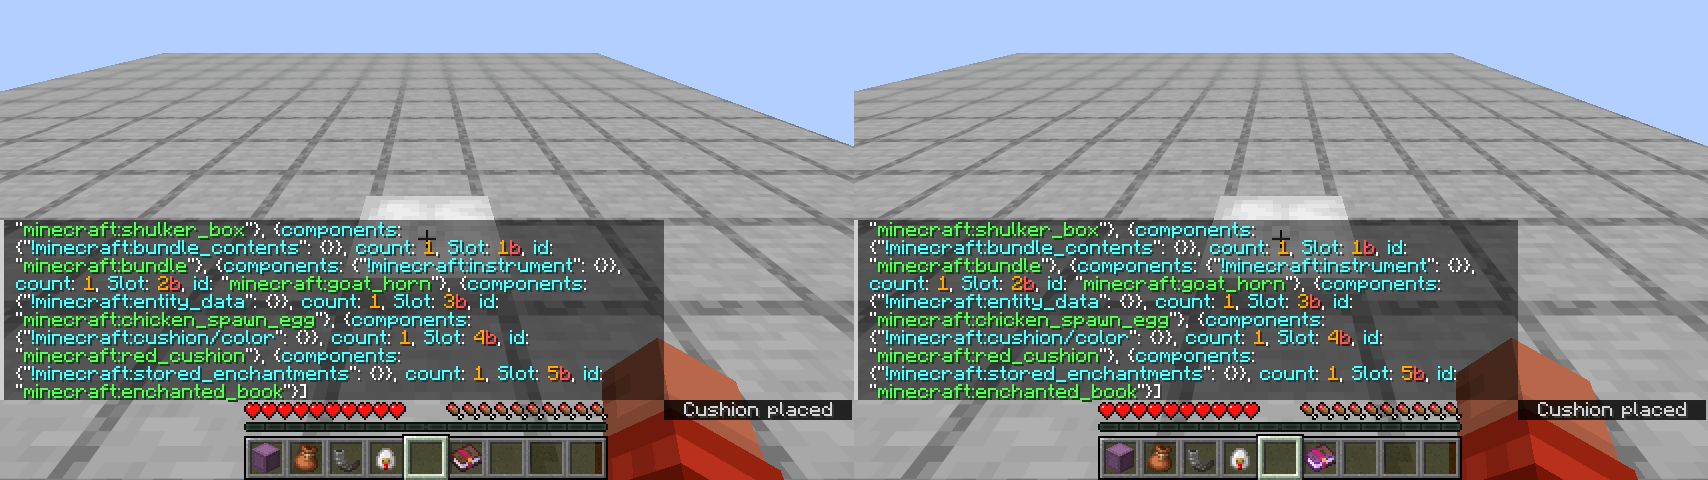 "minecraft:shulker_box"}, {components:
{"!minecraft:bundle_contents": {}}, count: 1, Slot: 1b, id:
"minecraft:bundle"}, {components: {"!minecraft:instrument": {}},
count: 1, Slot: 2b, id: "minecraft:goat_horn"}, {components:
{"!minecraft:entity_data": {}}, count: 1, Slot: 3b, id:
"minecraft:chicken_spawn_egg"}, {components:
{"!minecraft:cushion/color": {}}, count: 1, Slot: 4b, id:
"minecraft:red_cushion"}, {components:
{"!minecraft:stored_enchantments": {}}, count: 1, Slot: 5b, id:
"minecraft:enchanted_book"}]
Cushion placed
"minecraft:shulker_box"}, {components:
{"!minecraft:bundle_contents": {}}, count: 1, Slot: 1b, id:
"minecraft:bundle"}, {components: {"!minecraft:instrument": {}},
count: 1, Slot: 2b, id: "minecraft:goat_horn"}, {components:
{"!minecraft:entity_data": {}}, count: 1, Slot: 3b, id:
"minecraft:chicken_spawn_egg"}, {components:
{"!minecraft:cushion/color": {}}, count: 1, Slot: 4b, id:
"minecraft:red_cushion"}, {components:
{"!minecraft:stored_enchantments": {}}, count: 1, Slot: 5b, id:
"minecraft:enchanted_book"}]
Cushion placed